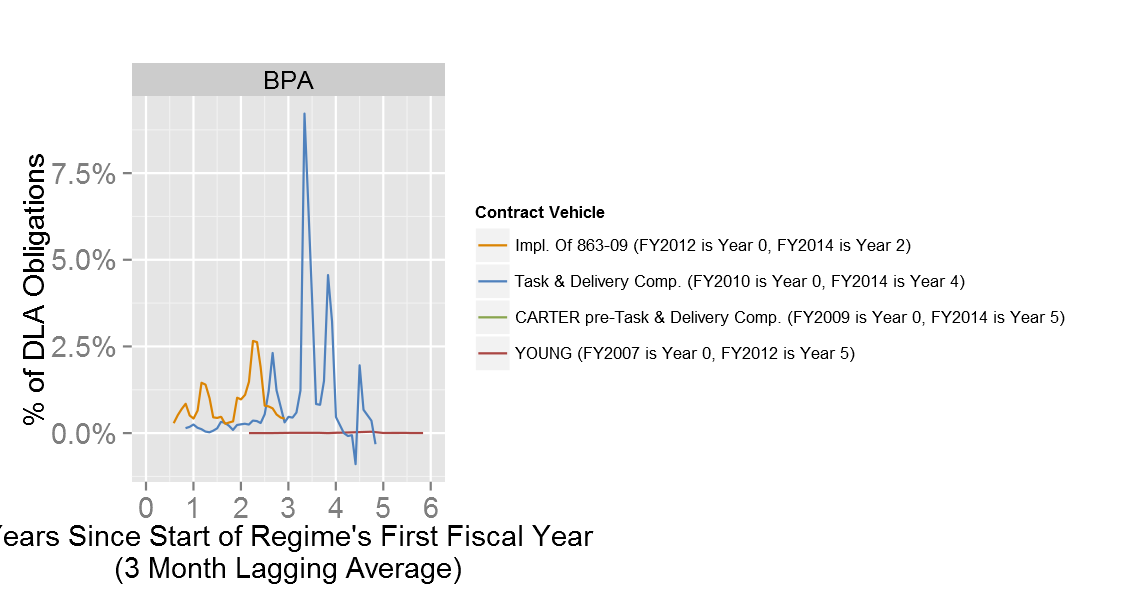 BPA
% of DLA Obligations
7.5%
5.0%
2.5%
0.0%
0 1 2 3 4 5 6
Years Since Start of Regime's First Fiscal Year
(3 Month Lagging Average)
Contract Vehicle
Impl. Of 863-09 (FY2012 is Year 0, FY2014 is Year 2)
Task & Delivery Comp. (FY2010 is Year 0, FY2014 is Year 4)
CARTER pre-Task & Delivery Comp. (FY2009 is Year 0, FY2014 is Year 5)
YOUNG (FY2007 is Year 0, FY2012 is Year 5)